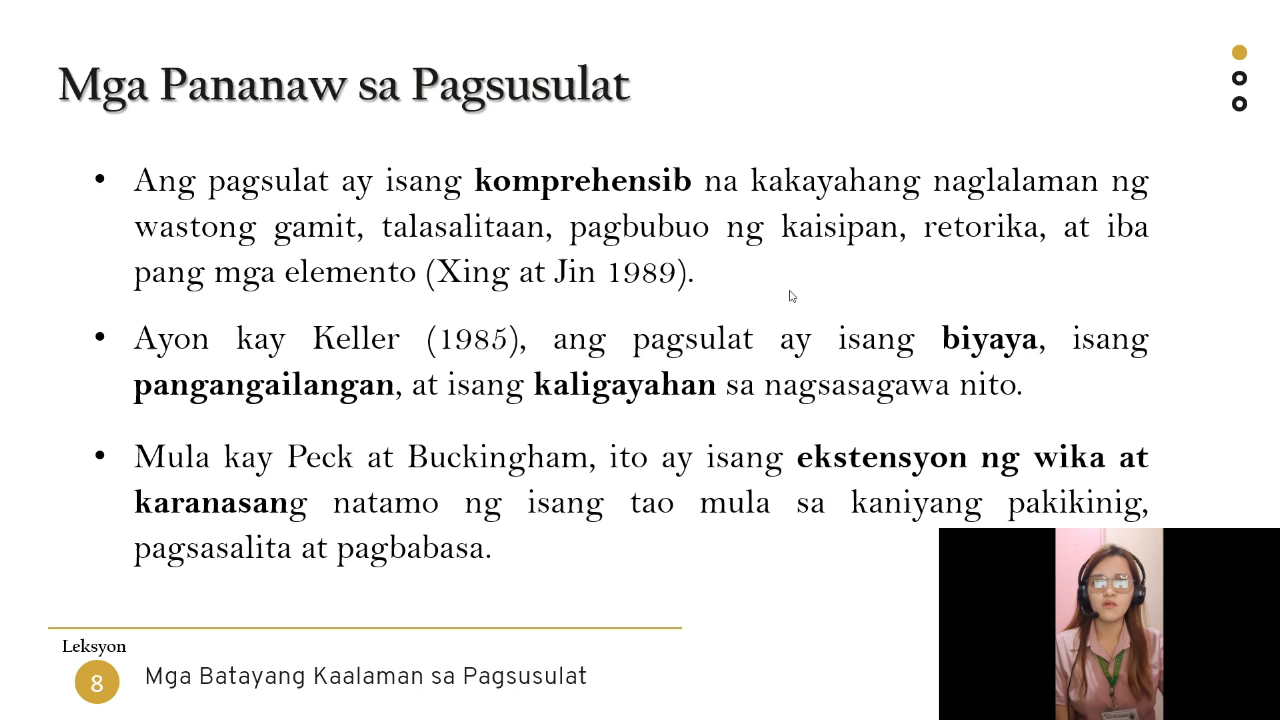 Mga Pananaw sa Pagsusulat
• Ang pagsulat ay isang komprehensib na kakayahang naglalaman ng
wastong gamit, talasalitaan, pagbubuo ng kaisipan, retorika, at iba
pang mga elemento (Xing at Jin 1989).
• Ayon kay Keller (1985), ang pagsulat ay isang biyaya, isang
pangangailangan, at isang kaligayahan sa nagsasagawa nito.
• Mula kay Peck at Buckingham, ito ay isang ekstensyon ng wika at
karanasang natamo ng isang tao mula sa kaniyang pakikinig,
pagsasalita at pagbabasa.
Leksyon
8
Mga Batayang Kaalaman sa Pagsusulat